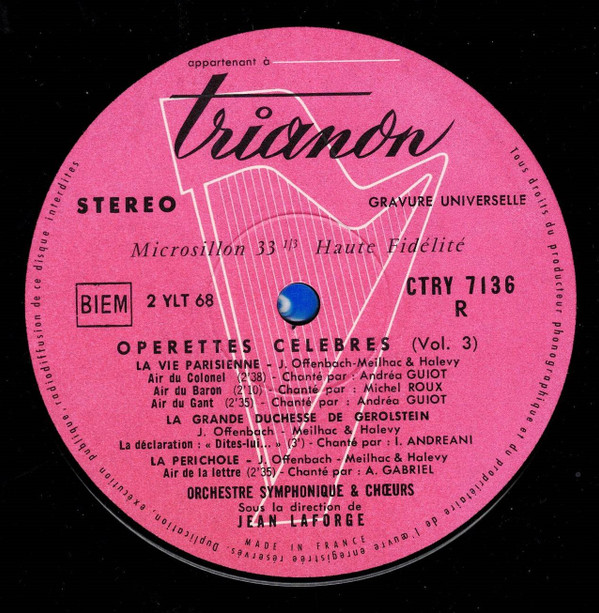 appartenant à
trianon
STEREO
GRAVURE UNIVERSELLE
Microsillon 33 1/3 Haute Fidélité
BIEM
2 YLT 68
CTRY 7136
R
OPERETTES CELEBRES (Vol. 3)
LA VIE PARISIENNE – J. Offenbach-Meilhac & Halevy
Air du Colonel (2'38) - Chanté par : Andréa GUIOT
Air du Baron (2'10) - Chanté par : Michel ROUX
Air du Gant (2'35) - Chanté par : Andréa GUIOT
LA GRANDE DUCHESSE DE GEROLSTEIN
J. Offenbach - Meilhac & Halevy
La déclaration : « Dites-lui... » (3') - Chanté par : I. ANDREANI
LA PERICHOLE – J. Offenbach - Meilhac & Halevy
Air de la lettre (2'35) - Chanté par : A. GABRIEL
ORCHESTRE SYMPHONIQUE & CHŒURS
Sous la direction de
JEAN LAFORGE
MADE IN FRANCE
Tous droits du producteur phonographique et du propriétaire de l'œuvre enregistrée réservés. Duplication, exécution publique, radiodiffusion de ce disque interdites